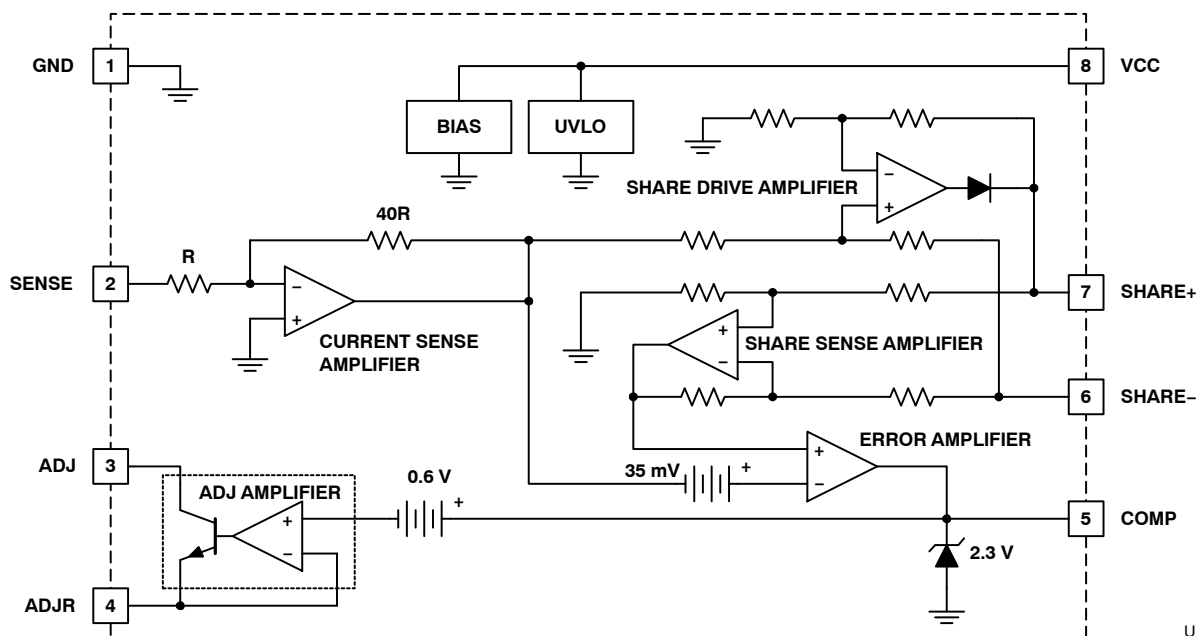 GND 1
8 VCC
BIAS
UVLO
−
SHARE DRIVE AMPLIFIER
+
40R
R
SENSE 2
−
+
7 SHARE+
CURRENT SENSE
AMPLIFIER
+
SHARE SENSE AMPLIFIER
−
6 SHARE−
ERROR AMPLIFIER
ADJ 3
35 mV
+
+
−
0.6 V
+
ADJ AMPLIFIER
+
−
5 COMP
2.3 V
ADJR 4
U